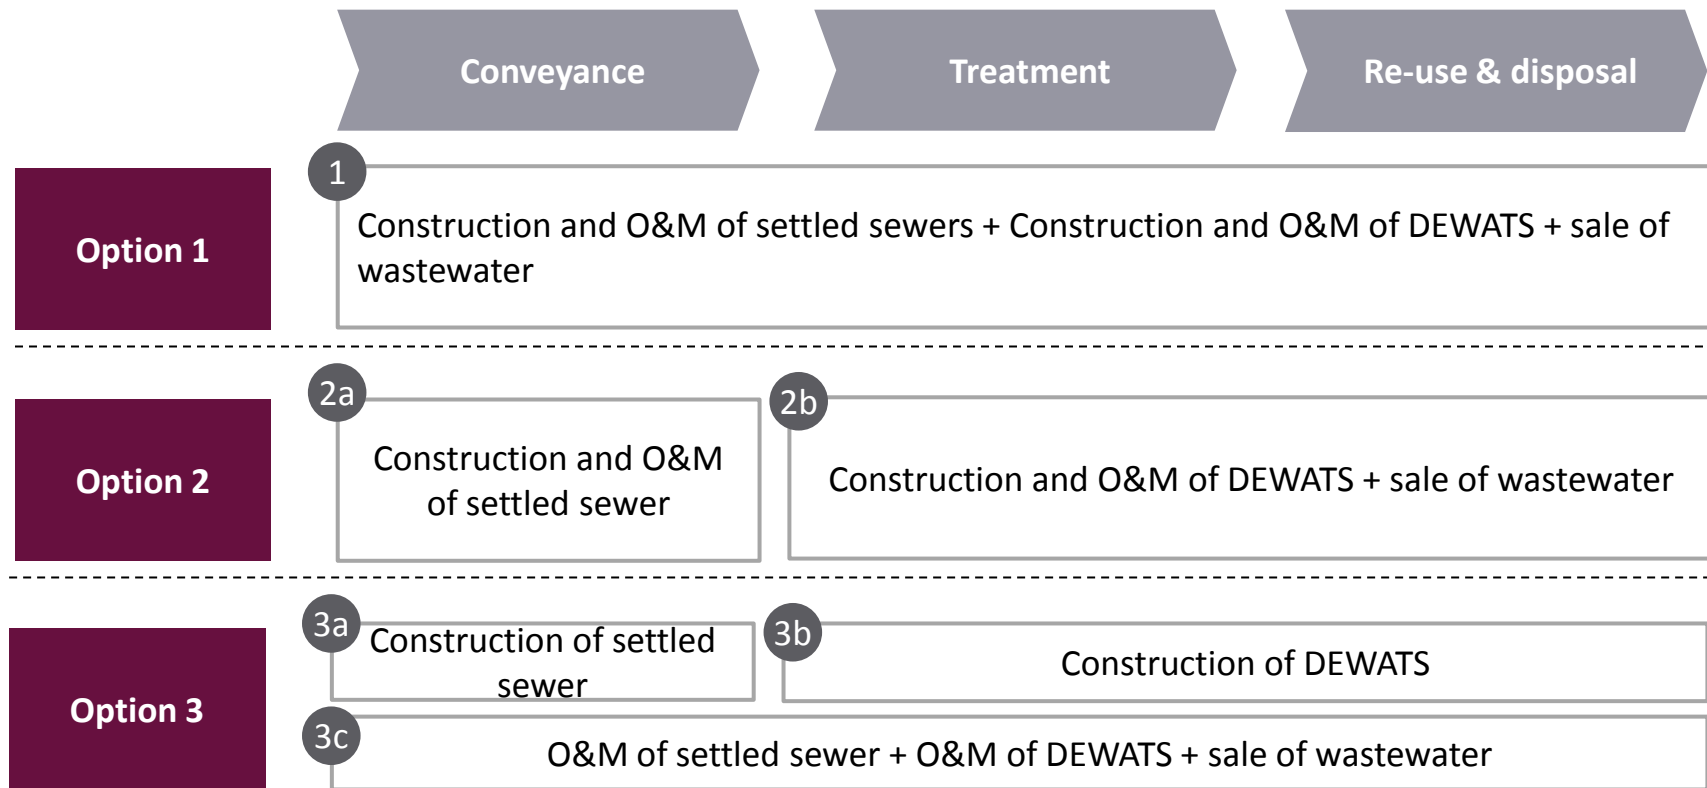 Conveyance
Treatment
Re-use & disposal
Option 1
1
Construction and O&M of settled sewers + Construction and O&M of DEWATS + sale of
wastewater
Option 2
2a
Construction and O&M
of settled sewer
2b
Construction and O&M of DEWATS + sale of wastewater
Option 3
3a
Construction of settled
sewer
3b
Construction of DEWATS
3c
O&M of settled sewer + O&M of DEWATS + sale of wastewater